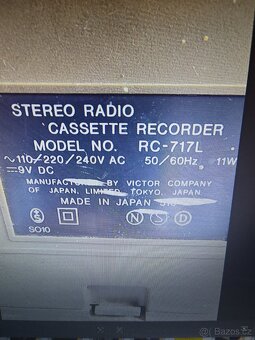 STEREO RADIO
CASSETTE RECORDER
MODEL NO. RC-717L
~110/220/240V AC 50/60Hz 11W
⎓9V DC
MANUFACTURED BY VICTOR COMPANY
OF JAPAN, LIMITED TOKYO, JAPAN.
MADE IN JAPAN
N S D
SO10
bazos.cz